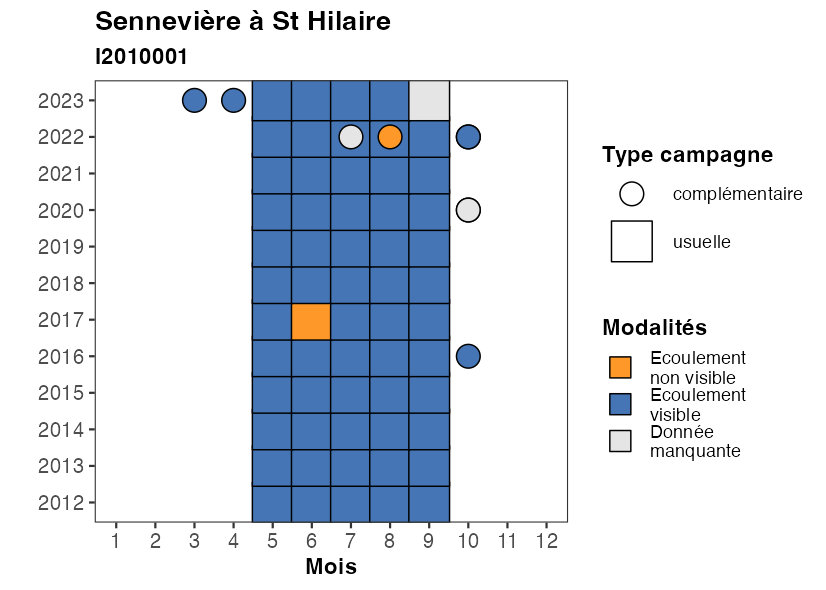 Sennevière à St Hilaire
I2010001
2023
2022
2021
2020
2019
2018
2017
2016
2015
2014
2013
2012
1 2 3 4 5 6 7 8 9 10 11 12
Mois
Type campagne
complémentaire
usuelle
Modalités
Ecoulement
non visible
Ecoulement
visible
Donnée
manquante